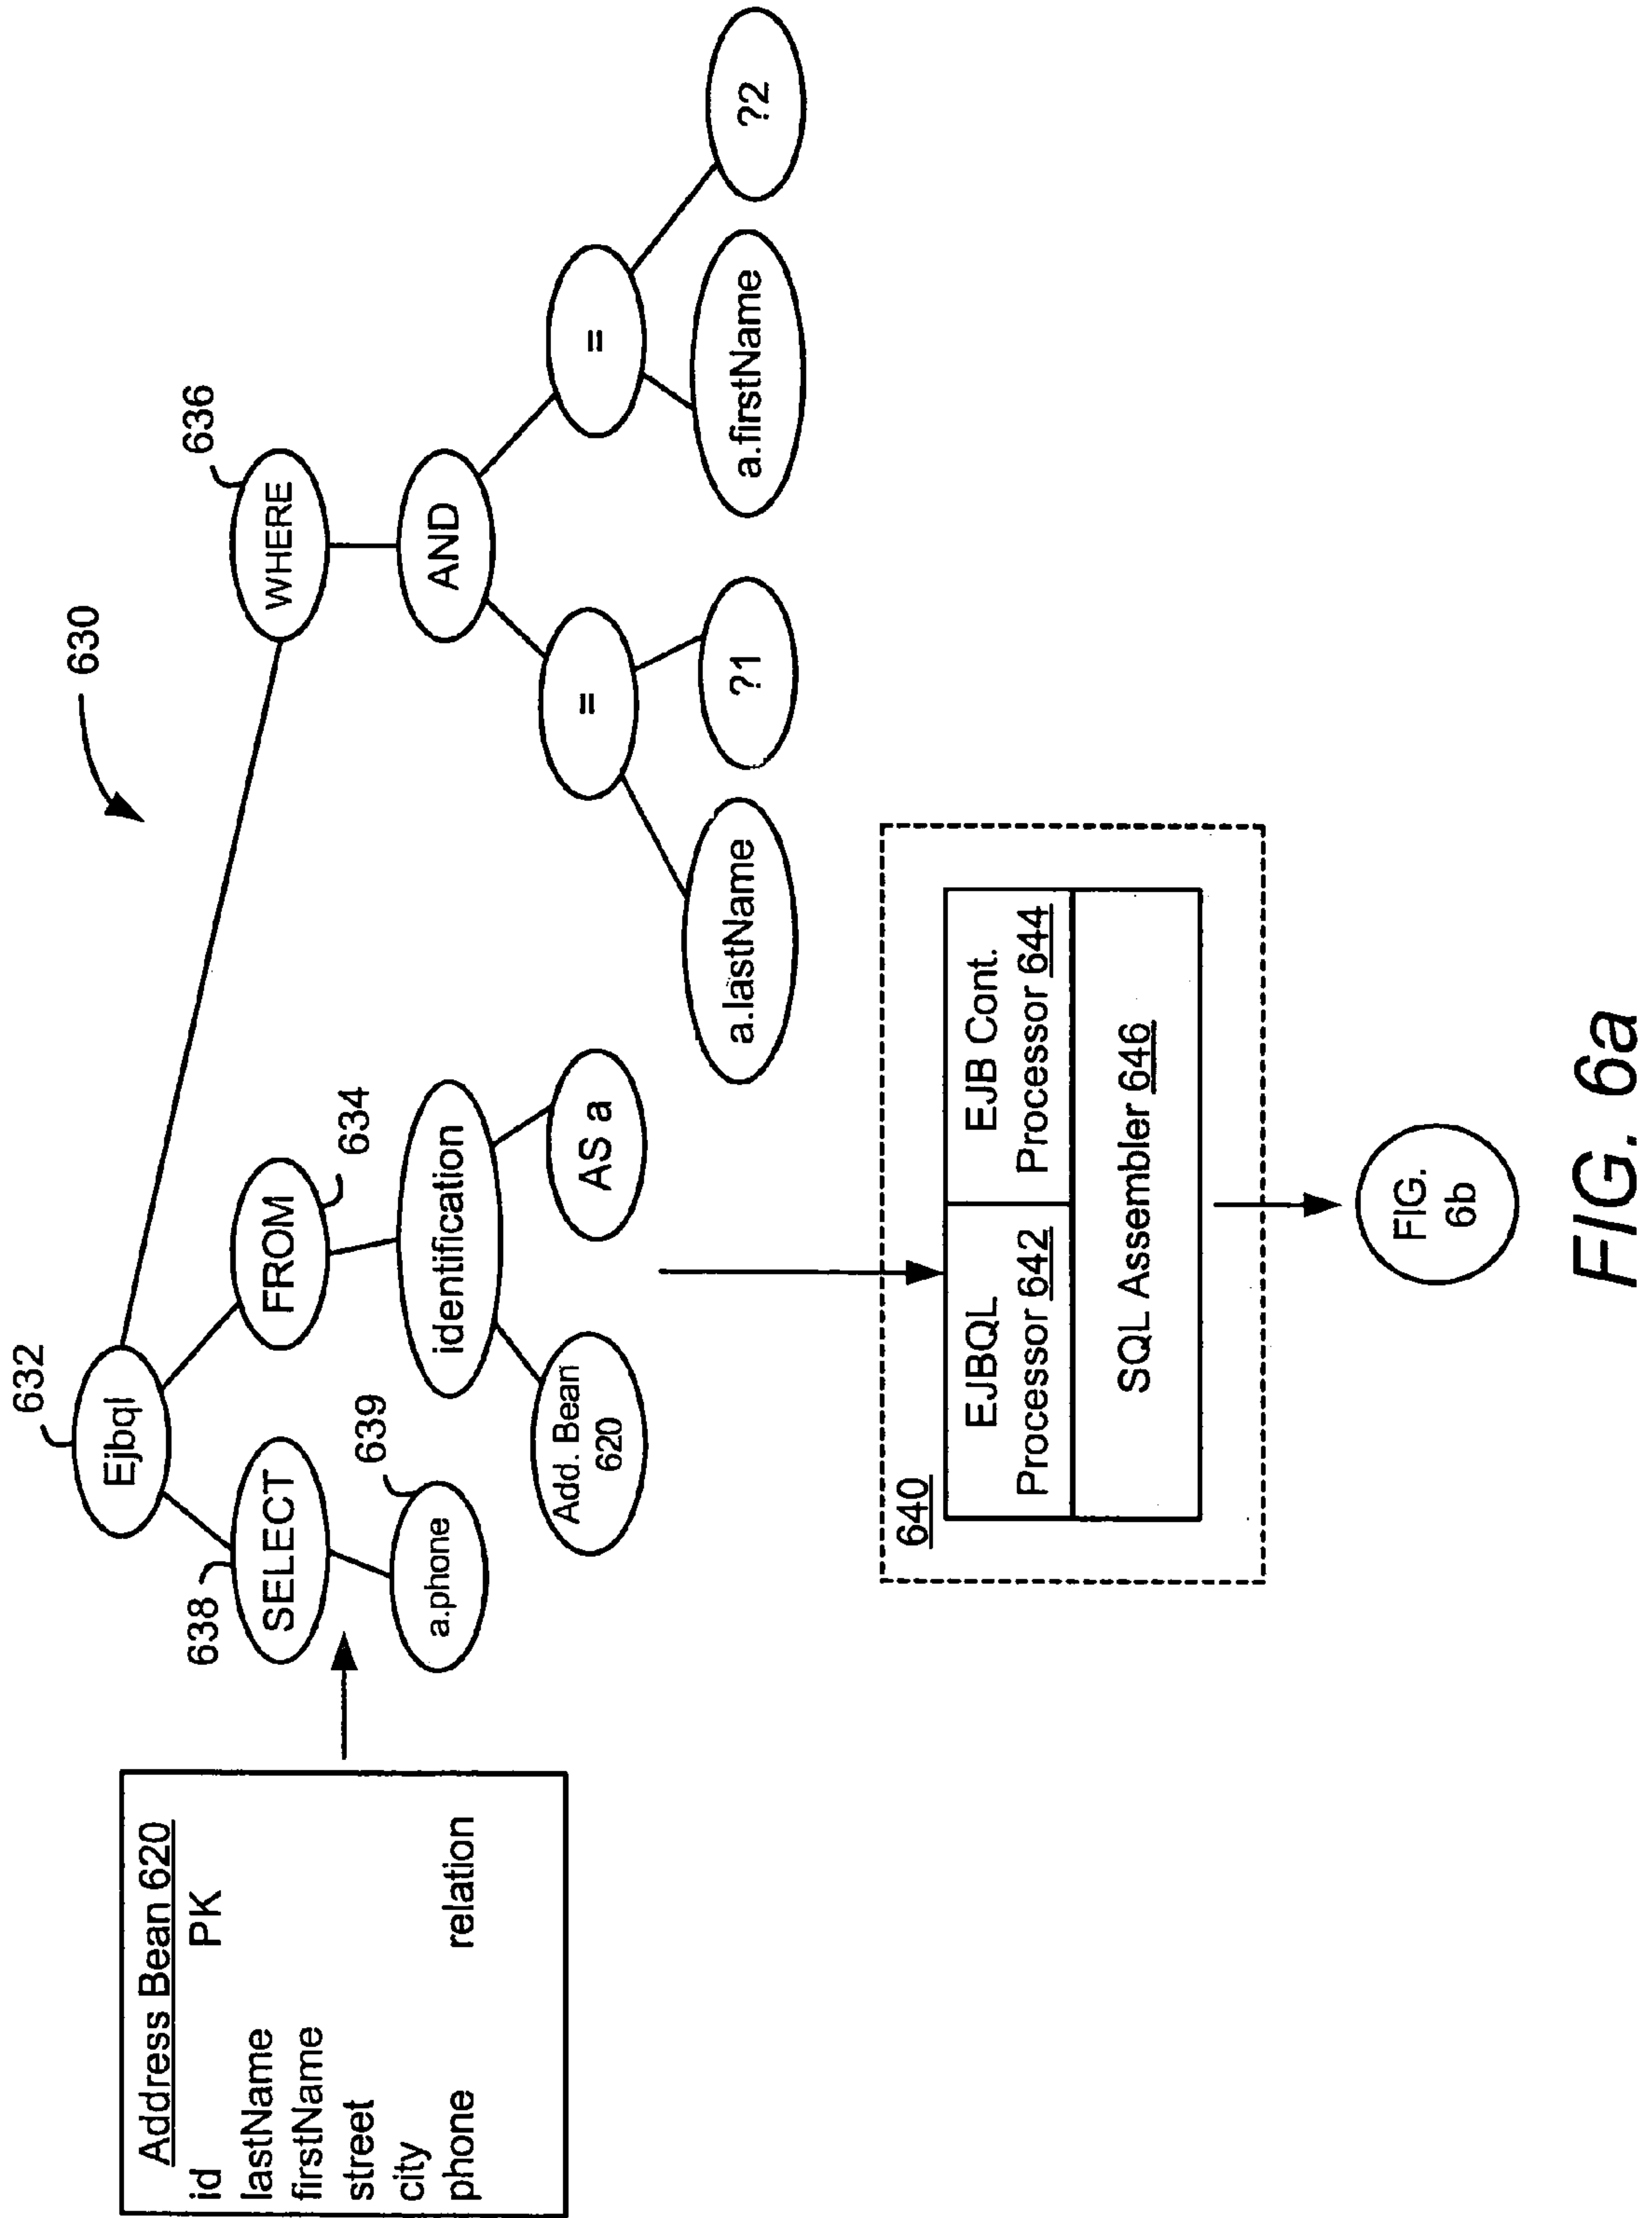 Address Bean 620
id PK
lastName
firstName
street
city
phone relation
630
632
Ejbql
638
SELECT
639
a.phone
FROM
634
identification
Add. Bean
620
AS a
636
WHERE
AND
=
=
a.lastName
?1
a.firstName
?2
640
EJBQL
Processor 642
EJB Cont.
Processor 644
SQL Assembler 646
FIG.
6b
FIG. 6a